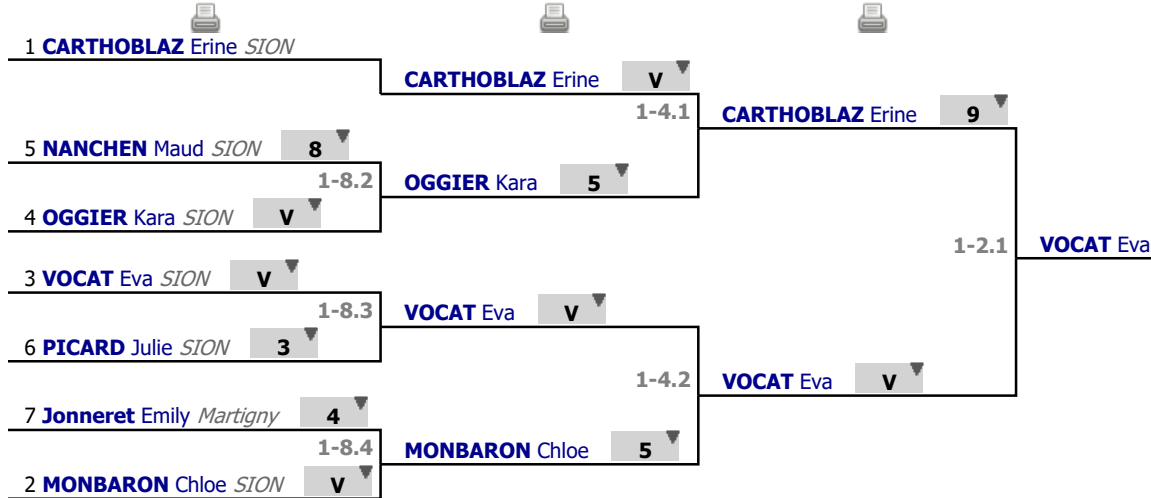 1 CARTHOBLAZ Erine SION
CARTHOBLAZ Erine V
1-4.1
CARTHOBLAZ Erine 9
5 NANCHEN Maud SION 8
1-8.2
OGGIER Kara 5
4 OGGIER Kara SION V
1-2.1
VOCAT Eva
3 VOCAT Eva SION V
1-8.3
VOCAT Eva V
6 PICARD Julie SION 3
1-4.2
VOCAT Eva V
7 Jonneret Emily Martigny 4
1-8.4
MONBARON Chloe 5
2 MONBARON Chloe SION V